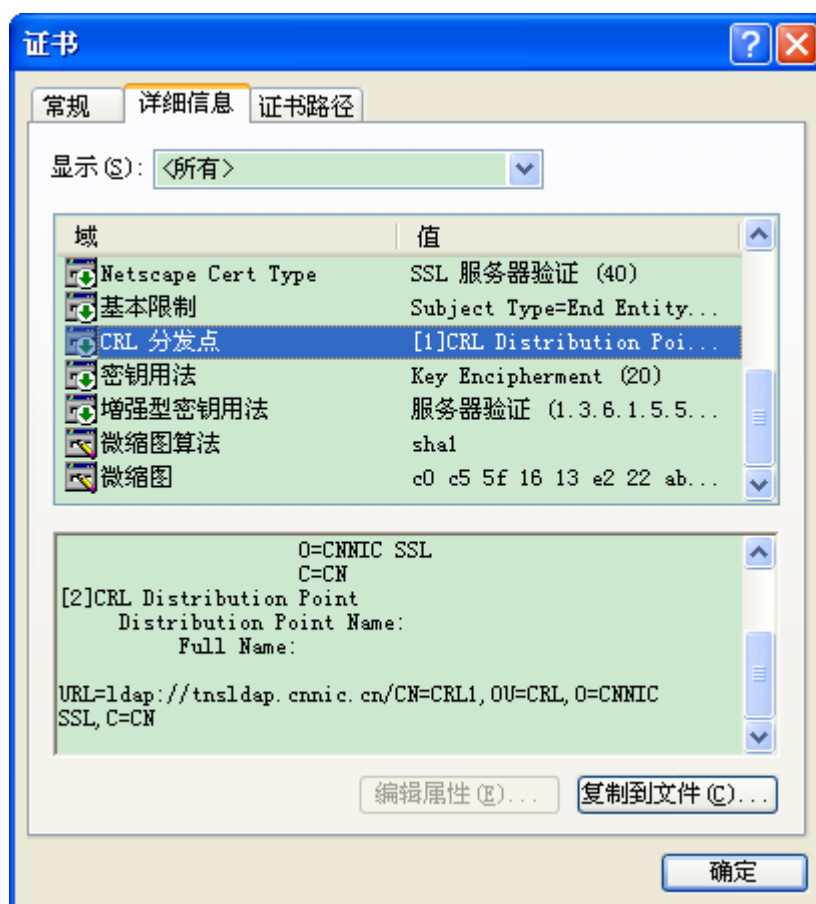 证书
常规 详细信息 证书路径
显示(S): <所有>
域 值
Netscape Cert Type SSL 服务器验证 (40)
基本限制 Subject Type=End Entity...
CRL 分发点 [1]CRL Distribution Poi...
密钥用法 Key Encipherment (20)
增强型密钥用法 服务器验证 (1.3.6.1.5.5...
微缩图算法 sha1
微缩图 c0 c5 5f 16 13 e2 22 ab...
O=CNNIC SSL
C=CN
[2]CRL Distribution Point
Distribution Point Name:
Full Name:
URL=ldap://tnsldap.cnnic.cn/CN=CRL1,OU=CRL,O=CNNIC
SSL,C=CN
编辑属性(E)... 复制到文件(C)...
确定